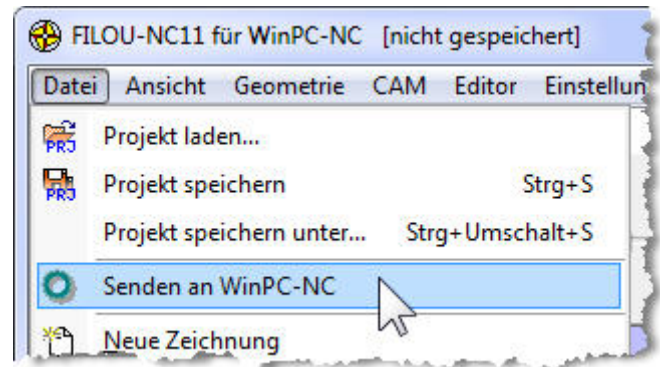 FILOU-NC11 für WinPC-NC [nicht gespeichert]
Datei Ansicht Geometrie CAM Editor Einstellun
PRJ Projekt laden...
PRJ Projekt speichern Strg+S
Projekt speichern unter... Strg+Umschalt+S
Senden an WinPC-NC
Neue Zeichnung